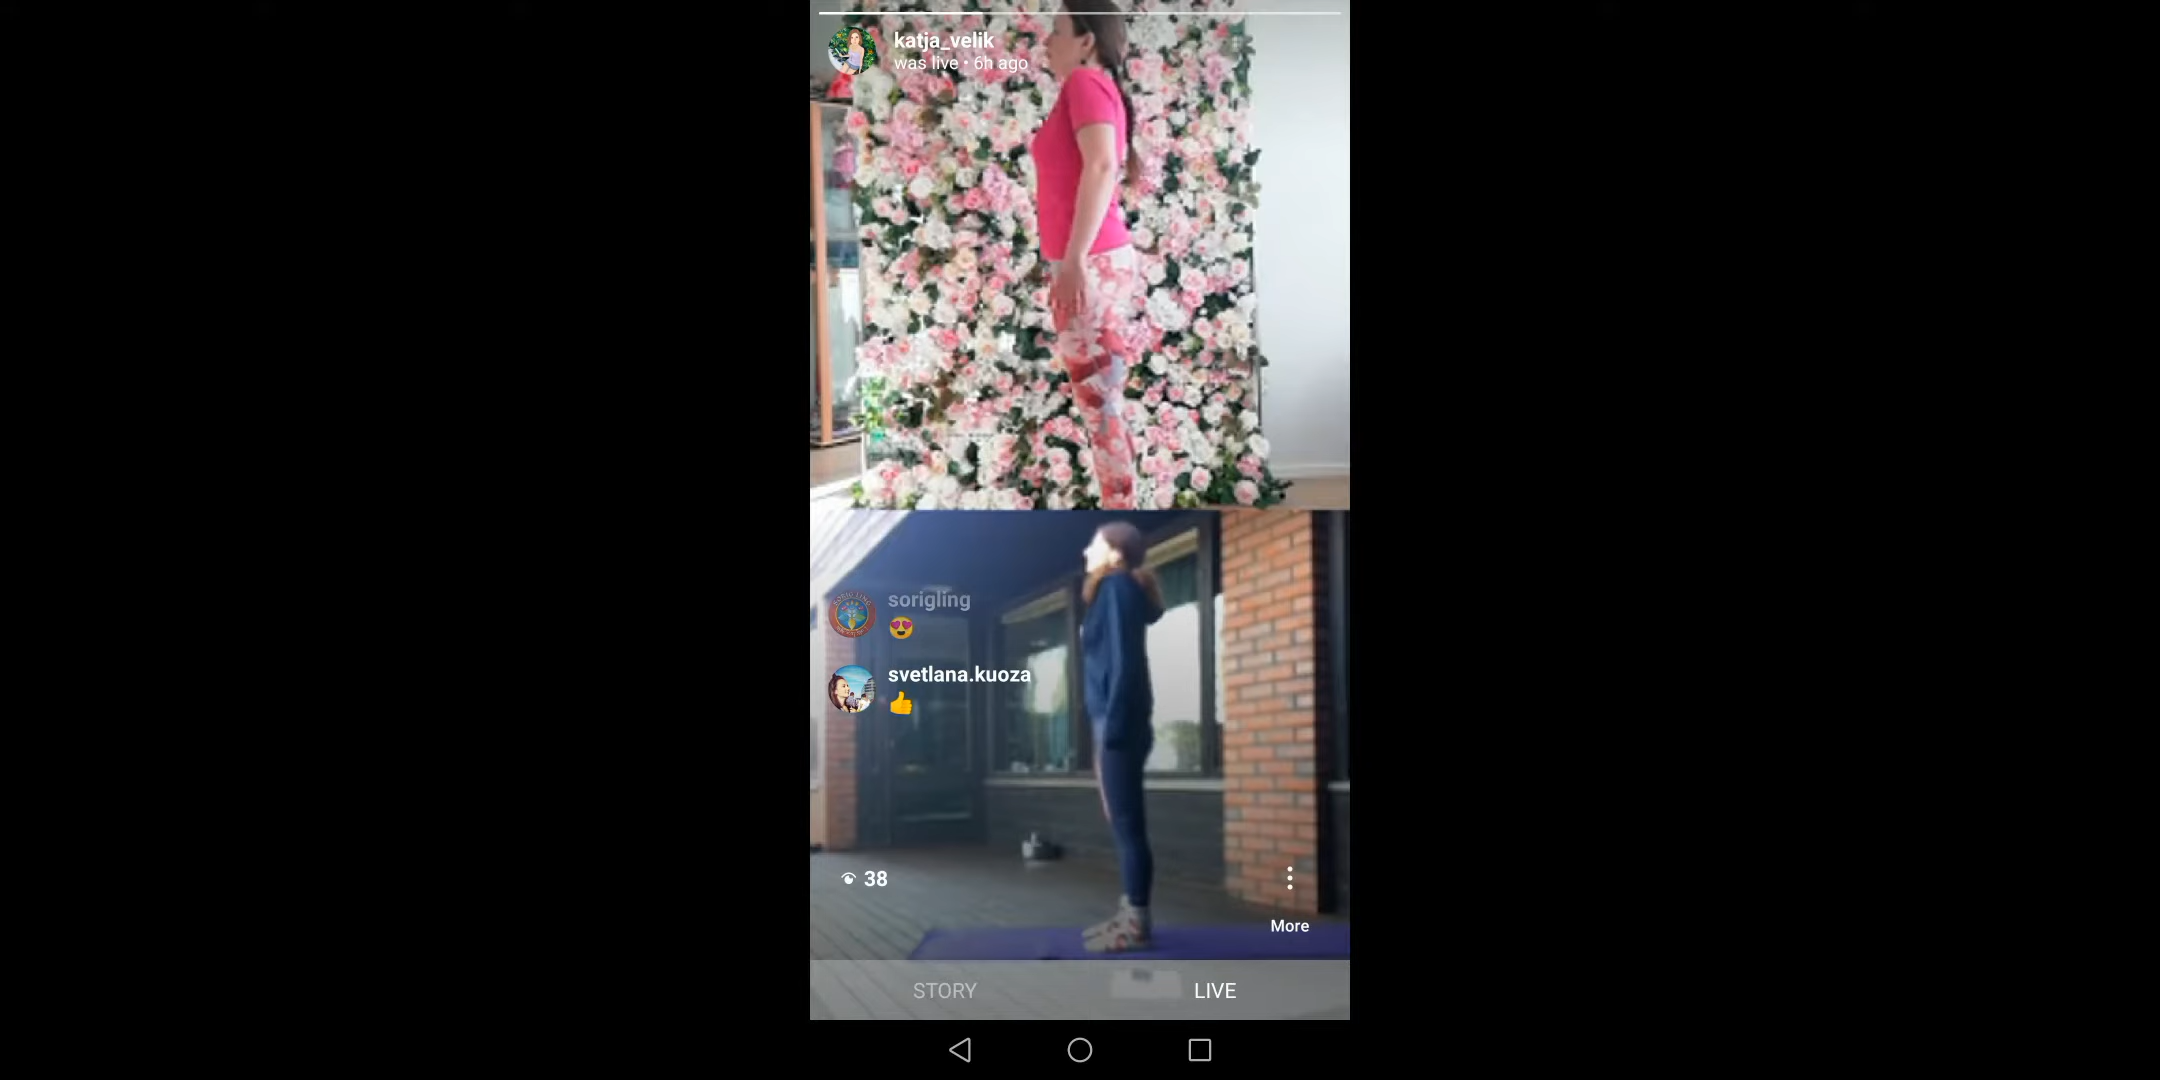 katja_velik
was live • 6h ago
sorigling
😍
svetlana.kuoza
👍
38
More
STORY
LIVE